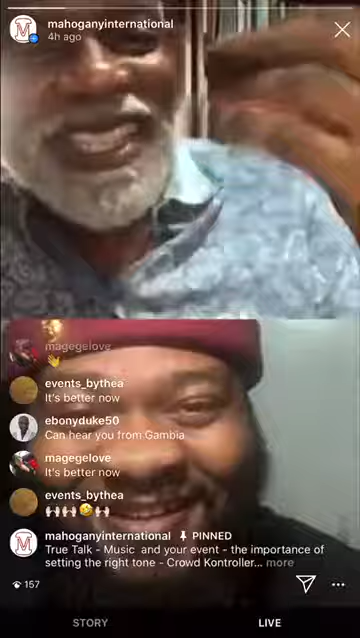 mahoganyinternational
4h ago
magegelove
👋
events_bythea
It's better now
ebonyduke50
Can hear you from Gambia
magegelove
It's better now
events_bythea
🙌🏻🙌🏻🤣🙌🏻
mahoganyinternational PINNED
True Talk - Music and your event - the importance of
setting the right tone - Crowd Kontroller... more
157
STORY LIVE